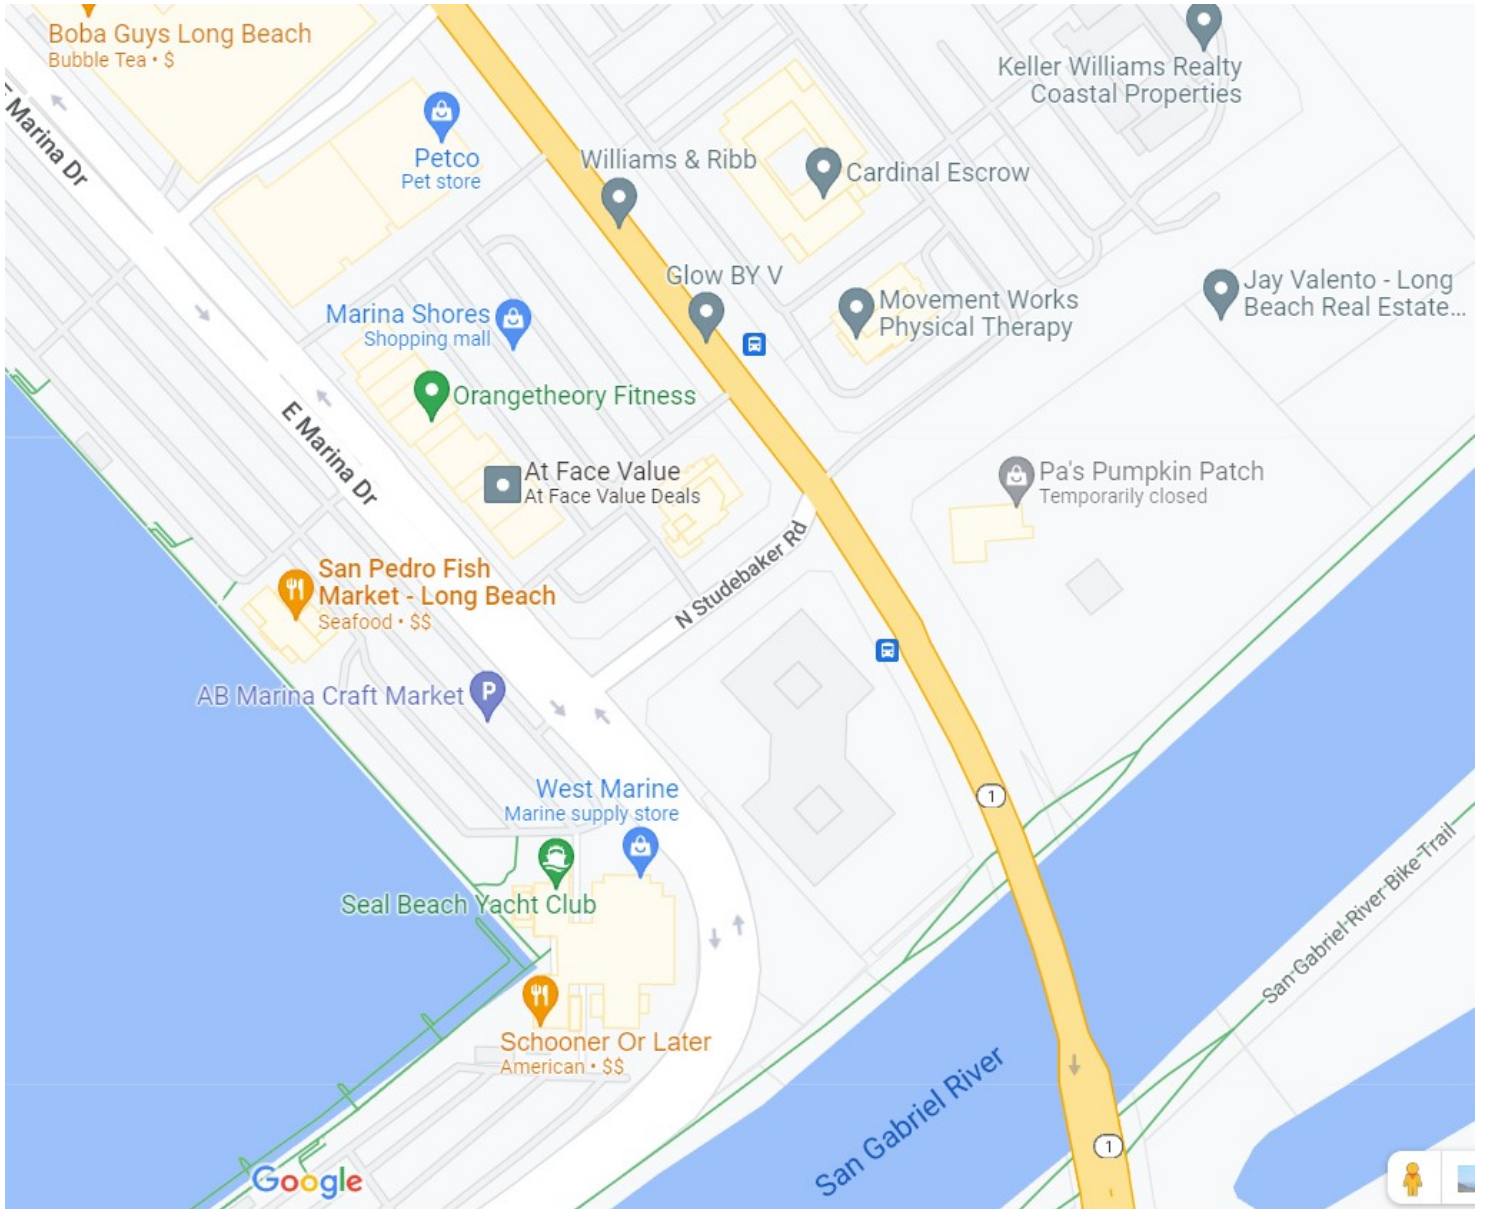 Boba Guys Long Beach
Bubble Tea • $
Keller Williams Realty
Coastal Properties
E Marina Dr
Petco
Pet store
Williams & Ribb
Cardinal Escrow
Glow BY V
Jay Valento - Long
Beach Real Estate...
Movement Works
Physical Therapy
Marina Shores
Shopping mall
Orangetheory Fitness
E Marina Dr
At Face Value
At Face Value Deals
Pa's Pumpkin Patch
Temporarily closed
N Studebaker Rd
San Pedro Fish
Market - Long Beach
Seafood • $$
AB Marina Craft Market
P
West Marine
Marine supply store
1
San Gabriel River Bike Trail
Seal Beach Yacht Club
Schooner Or Later
American • $$
San Gabriel River
1
Google